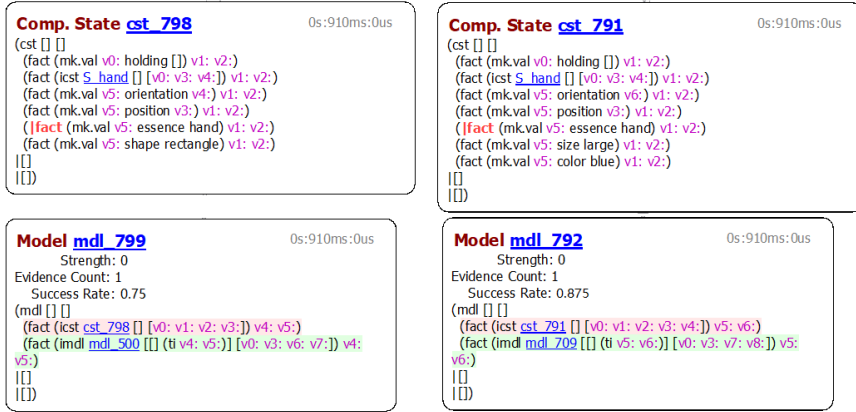 Comp. State cst_798 0s:910ms:0us
(cst [] []
(fact (mk.val v0: holding []) v1: v2:)
(fact (icst S_hand [] [v0: v3: v4:]) v1: v2:)
(fact (mk.val v5: orientation v4:) v1: v2:)
(fact (mk.val v5: position v3:) v1: v2:)
(|fact (mk.val v5: essence hand) v1: v2:)
(fact (mk.val v5: shape rectangle) v1: v2:)
|[]
|[])
Comp. State cst_791 0s:910ms:0us
(cst [] []
(fact (mk.val v0: holding []) v1: v2:)
(fact (icst S_hand [] [v0: v3: v4:]) v1: v2:)
(fact (mk.val v5: orientation v6:) v1: v2:)
(fact (mk.val v5: position v3:) v1: v2:)
(|fact (mk.val v5: essence hand) v1: v2:)
(fact (mk.val v5: size large) v1: v2:)
(fact (mk.val v5: color blue) v1: v2:)
|[]
|[])
Model mdl_799 0s:910ms:0us
Strength: 0
Evidence Count: 1
Success Rate: 0.75
(mdl [] []
(fact (icst cst_798 [] [v0: v1: v2: v3:]) v4: v5:)
(fact (imdl mdl_500 [[] (ti v4: v5:)] [v0: v3: v6: v7:]) v4:
v5:)
|[]
|[])
Model mdl_792 0s:910ms:0us
Strength: 0
Evidence Count: 1
Success Rate: 0.875
(mdl [] []
(fact (icst cst_791 [] [v0: v1: v2: v3: v4:]) v5: v6:)
(fact (imdl mdl_709 [[] (ti v5: v6:)] [v0: v3: v7: v8:]) v5:
v6:)
|[]
|[])